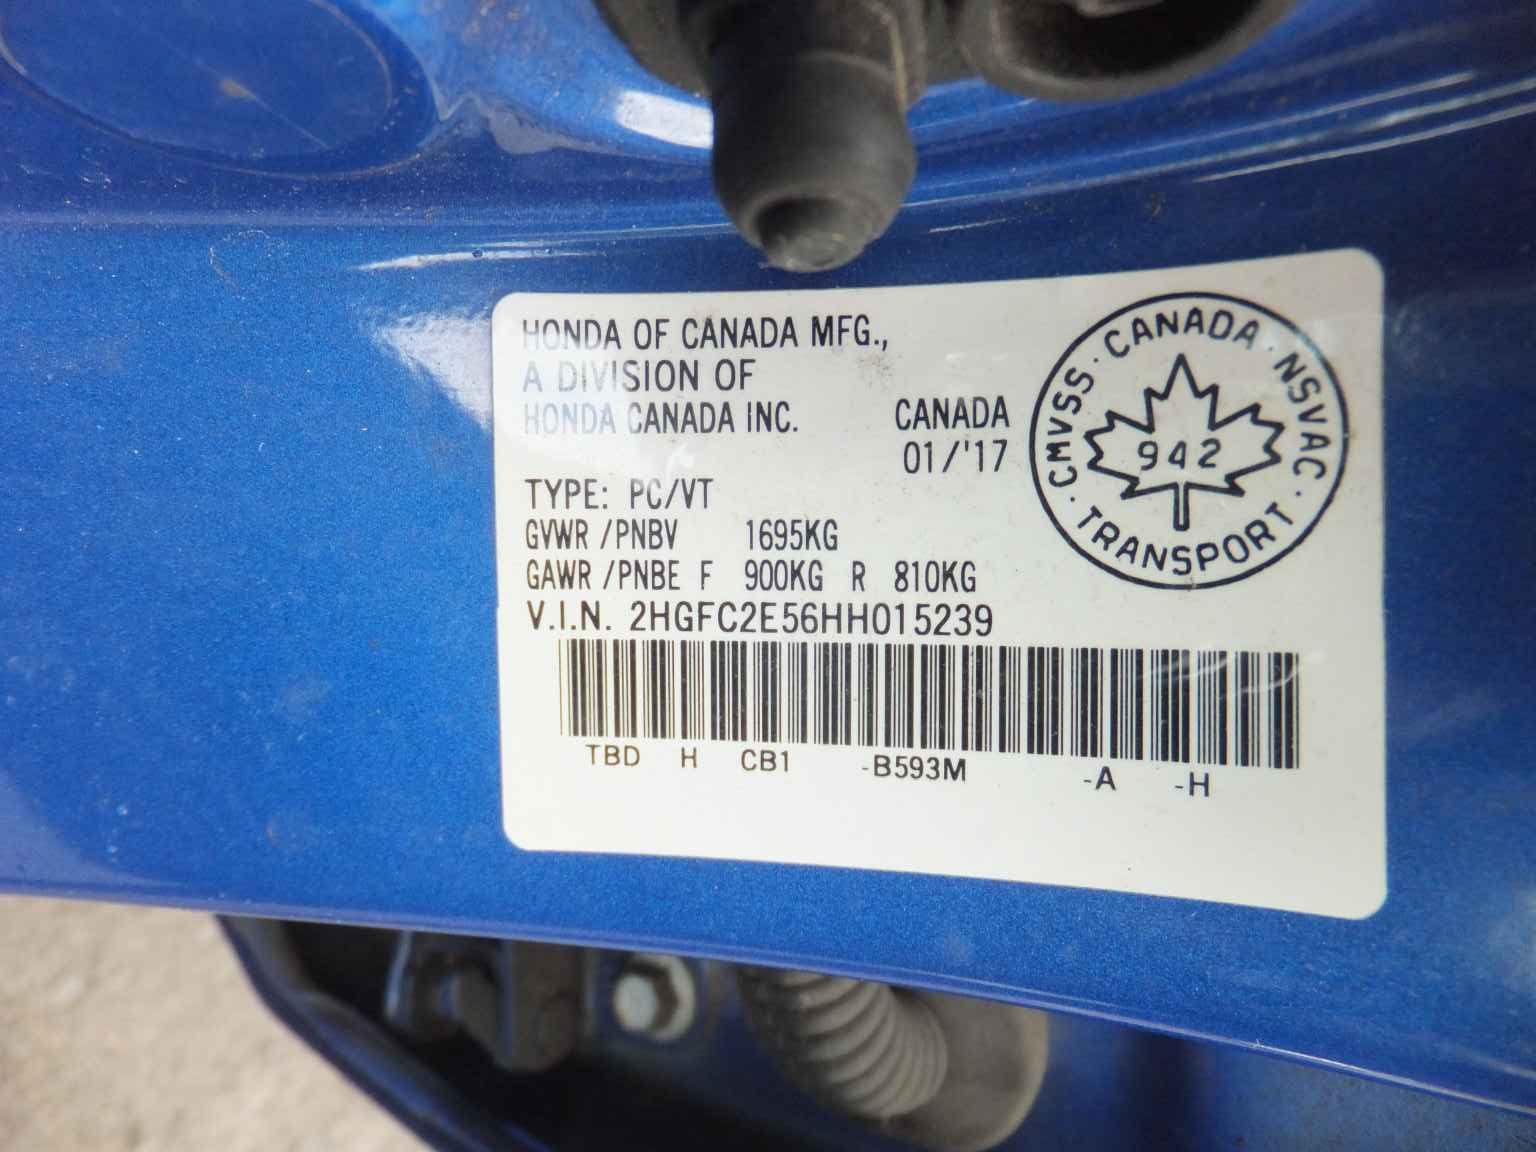 HONDA OF CANADA MFG.,
A DIVISION OF
HONDA CANADA INC.
CANADA
01/'17
TYPE: PC/VT
GVWR /PNBV 1695KG
GAWR /PNBE F 900KG R 810KG
V.I.N. 2HGFC2E56HH015239
TBD H CB1 -B593M -A -H
· CMVSS · CANADA · NSVAC · TRANSPORT
942